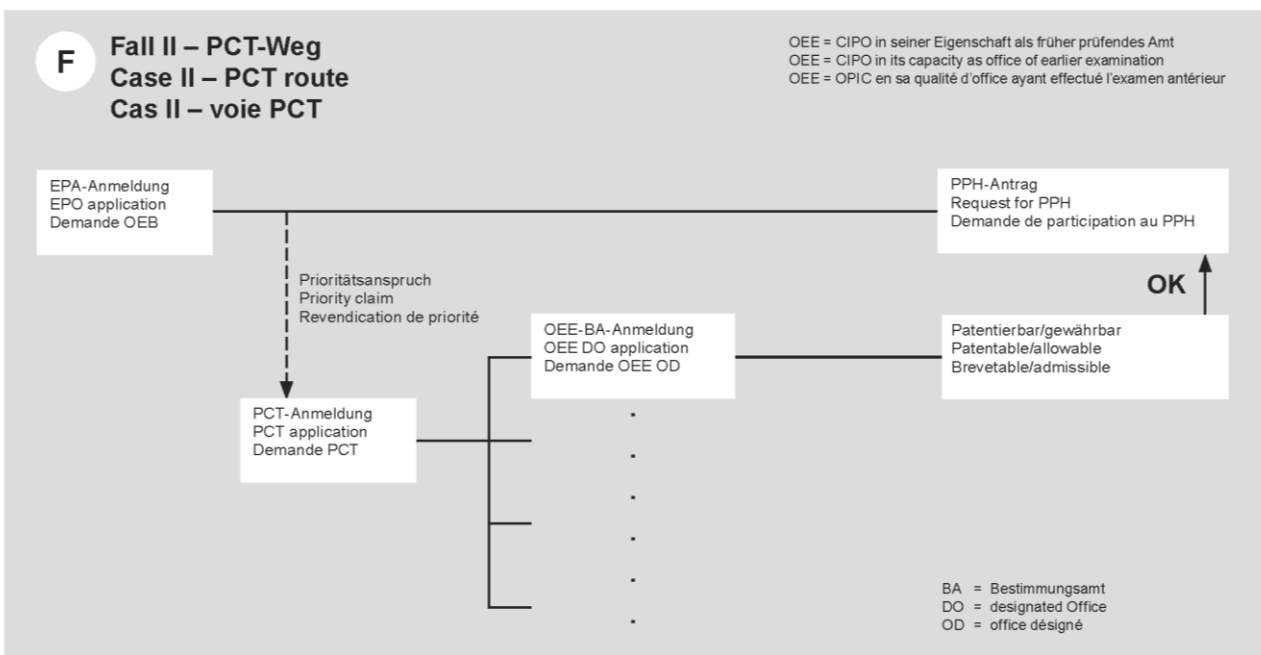 F
Fall II – PCT-Weg
Case II – PCT route
Cas II – voie PCT
OEE = CIPO in seiner Eigenschaft als früher prüfendes Amt
OEE = CIPO in its capacity as office of earlier examination
OEE = OPIC en sa qualité d'office ayant effectué l'examen antérieur
EPA-Anmeldung
EPO application
Demande OEB
PPH-Antrag
Request for PPH
Demande de participation au PPH
Prioritätsanspruch
Priority claim
Revendication de priorité
OK
OEE-BA-Anmeldung
OEE DO application
Demande OEE OD
Patentierbar/gewährbar
Patentable/allowable
Brevetable/admissible
PCT-Anmeldung
PCT application
Demande PCT
BA = Bestimmungsamt
DO = designated Office
OD = office désigné